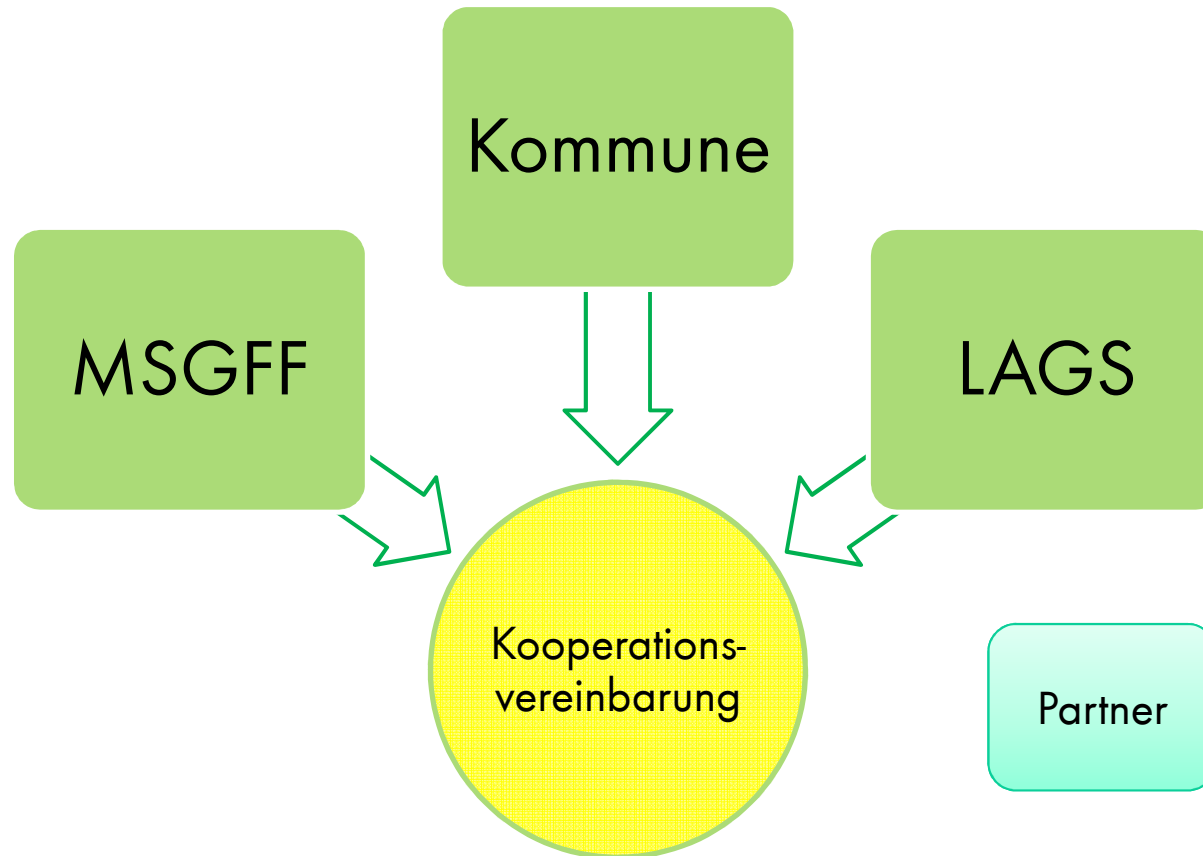 Kommune
MSGFF
LAGS
Kooperations-
vereinbarung
Partner